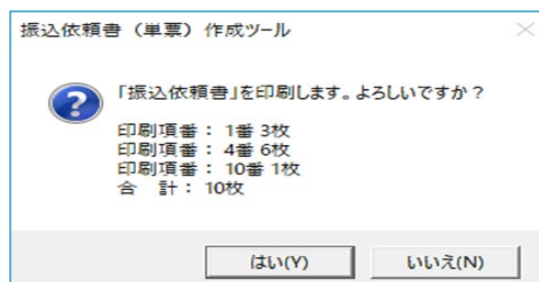 振込依頼書（単票）作成ツール
「振込依頼書」を印刷します。よろしいですか？
印刷項番： 1番 3枚
印刷項番： 4番 6枚
印刷項番： 10番 1枚
合　計： 10枚
はい(Y)
いいえ(N)